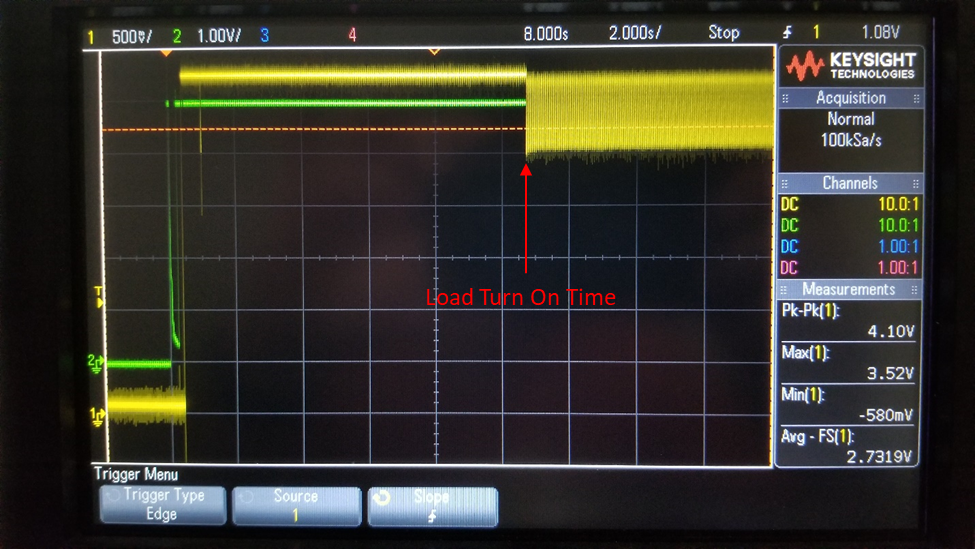 1 500mV/ 2 1.00V/ 3 4 8.000s 2.000s/ Stop 1 1.08V
KEYSIGHT
TECHNOLOGIES
Acquisition
Normal
100kSa/s
Channels
DC 10.0:1
DC 10.0:1
DC 1.00:1
DC 1.00:1
Measurements
Pk-Pk(1):
4.10V
Max(1):
3.52V
Min(1):
-580mV
Avg - FS(1):
2.7319V
T
2
1
Load Turn On Time
Trigger Menu
Trigger Type
Edge
Source
1
Slope